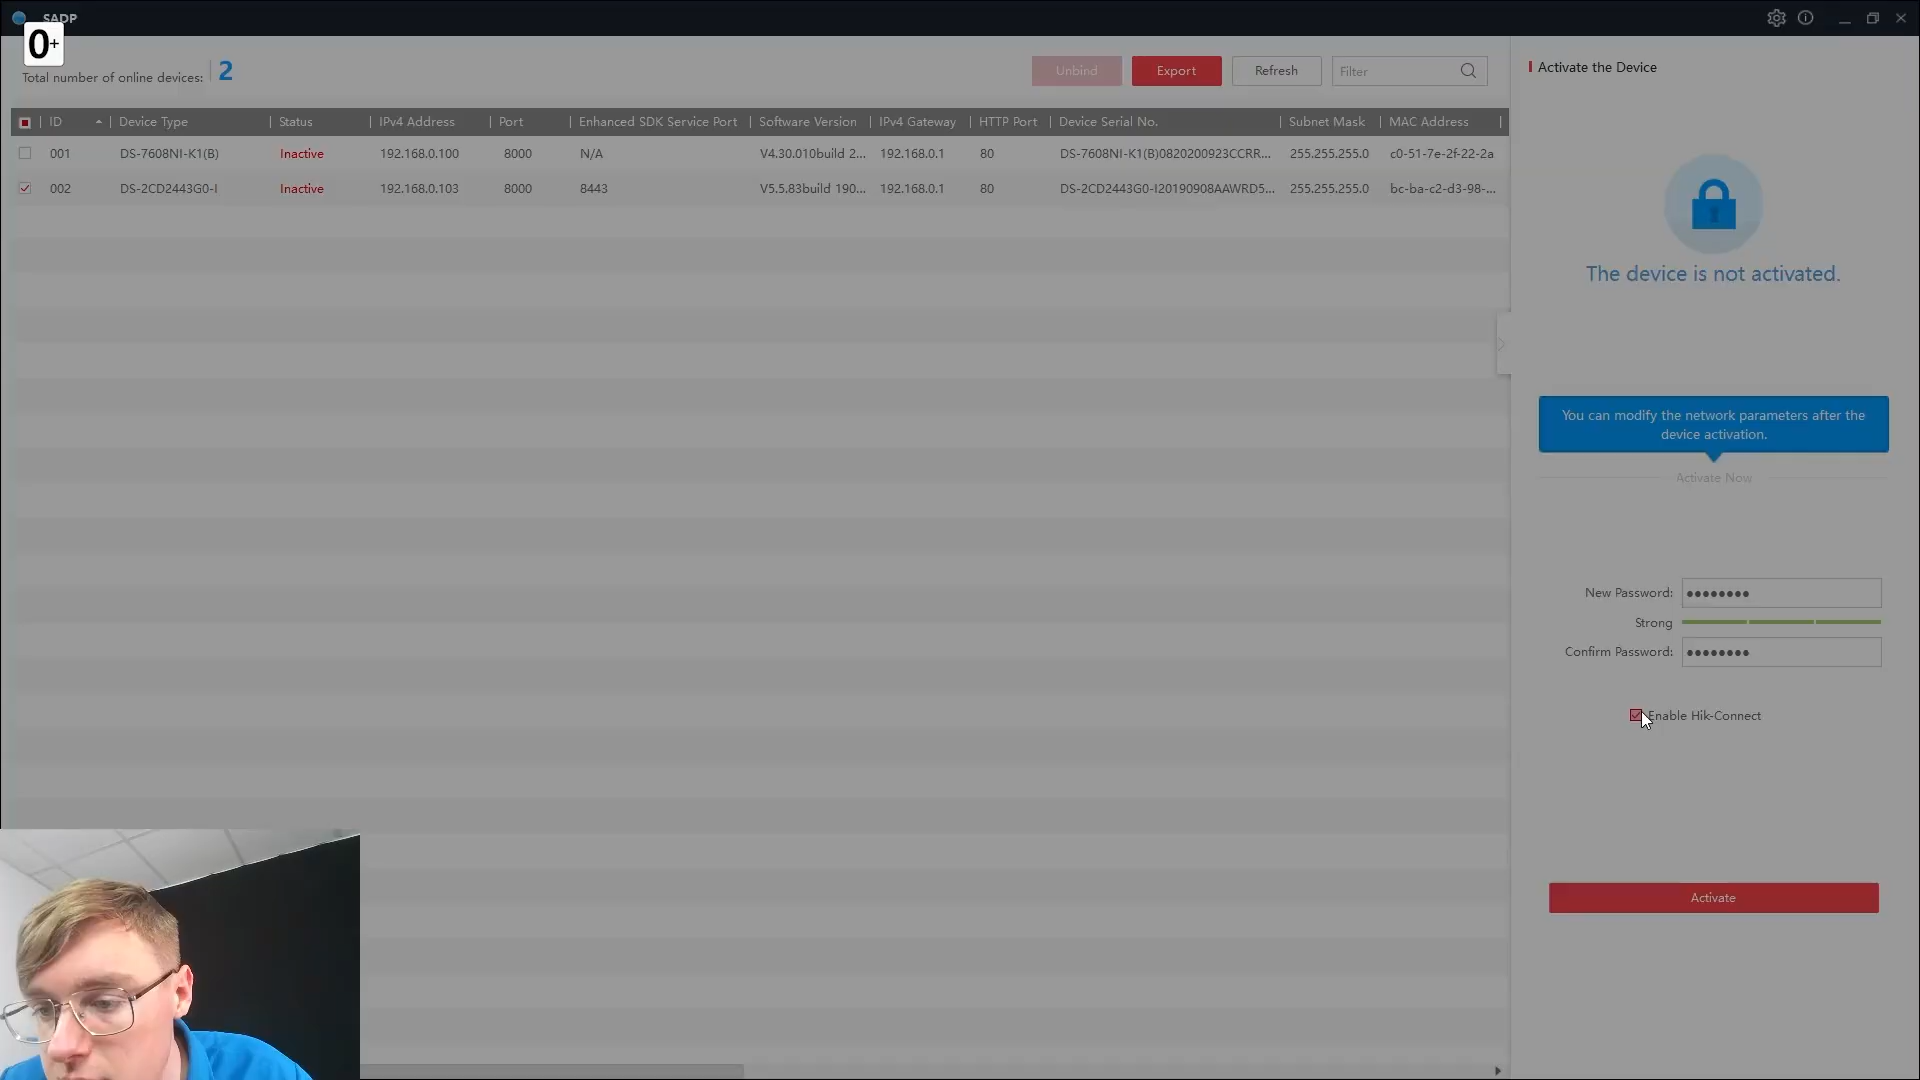 SADP
0+
Total number of online devices: 2
Unbind
Export
Refresh
Filter
ID Device Type Status IPv4 Address Port Enhanced SDK Service Port Software Version IPv4 Gateway HTTP Port Device Serial No. Subnet Mask MAC Address
001 DS-7608NI-K1(B) Inactive 192.168.0.100 8000 N/A V4.30.010build 2... 192.168.0.1 80 DS-7608NI-K1(B)0820200923CCRR... 255.255.255.0 c0-51-7e-2f-22-2a
002 DS-2CD2443G0-I Inactive 192.168.0.103 8000 8443 V5.5.83build 190... 192.168.0.1 80 DS-2CD2443G0-I20190908AAWRD5... 255.255.255.0 bc-ba-c2-d3-98-...
Activate the Device
The device is not activated.
You can modify the network parameters after the
device activation.
Activate Now
New Password: ●●●●●●●●
Strong
Confirm Password: ●●●●●●●●
Enable Hik-Connect
Activate